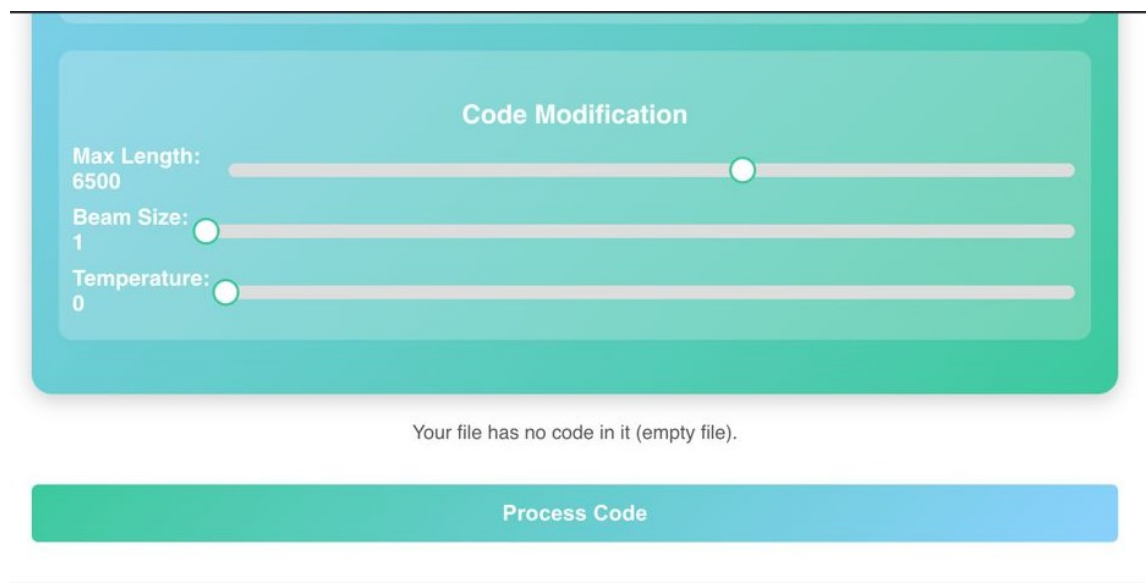 Code Modification
Max Length:
6500
Beam Size:
1
Temperature:
0
Your file has no code in it (empty file).
Process Code